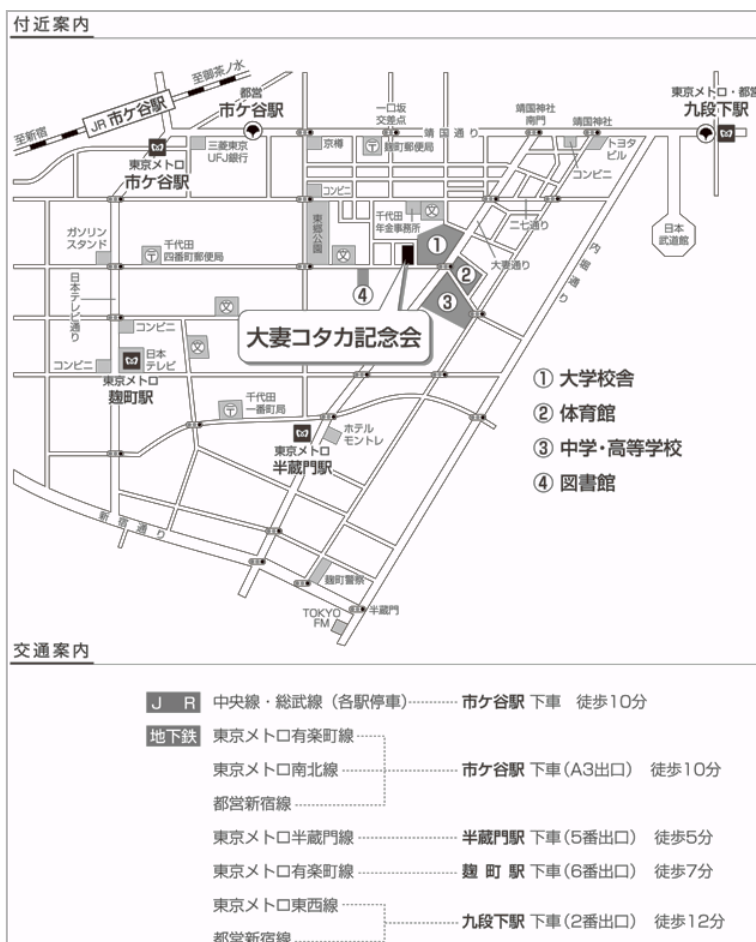 付近案内
至御茶ノ水
JR 市ケ谷駅
至新宿
都営
市ケ谷駅
一口坂
交差点
靖国神社
南門
靖国神社
東京メトロ・都営
九段下駅
靖国通り
東京メトロ
市ケ谷駅
三菱東京
UFJ銀行
京樽
麹町郵便局
トヨタ
ビル
コンビニ
コンビニ
ガソリン
スタンド
千代田
四番町郵便局
東郷公園
千代田
年金事務所
二七通り
大妻通り
内堀通り
日本
武道館
①
②
③
④
日本テレビ通り
コンビニ
コンビニ
日本
テレビ
東京メトロ
麹町駅
大妻コタカ記念会
千代田
一番町局
東京メトロ
半蔵門駅
ホテル
モントレ
① 大学校舎
② 体育館
③ 中学・高等学校
④ 図書館
新宿通り
麹町警察
半蔵門
TOKYO
FM
交通案内
JR 中央線・総武線（各駅停車） 市ケ谷駅 下車 徒歩10分
地下鉄 東京メトロ有楽町線
東京メトロ南北線 市ケ谷駅 下車（A3出口） 徒歩10分
都営新宿線
東京メトロ半蔵門線 半蔵門駅 下車（5番出口） 徒歩5分
東京メトロ有楽町線 麹町駅 下車（6番出口） 徒歩7分
東京メトロ東西線
九段下駅 下車（2番出口） 徒歩12分
都営新宿線